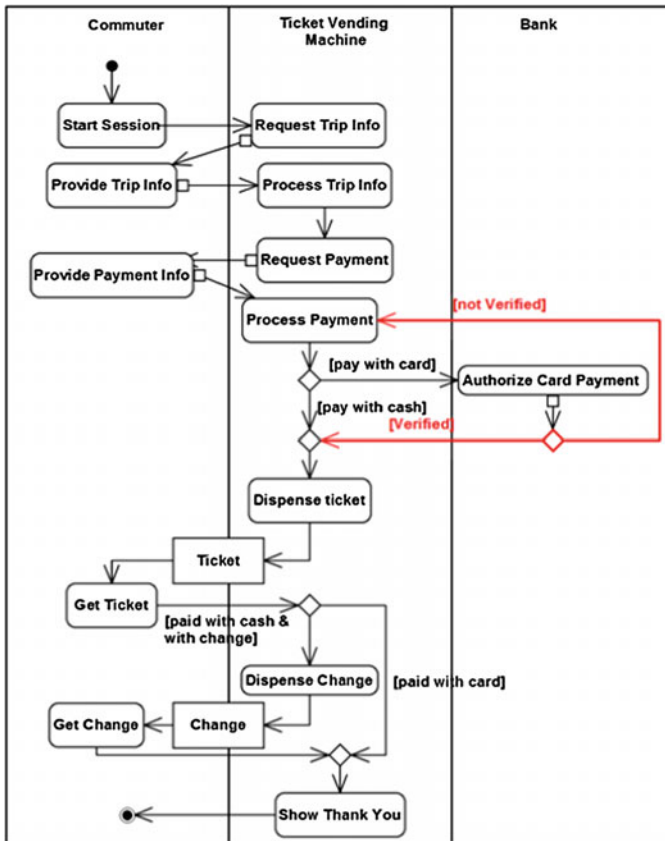 Commuter
Ticket Vending
Machine
Bank
Start Session
Request Trip Info
Provide Trip Info
Process Trip Info
Provide Payment Info
Request Payment
[not Verified]
Process Payment
[pay with card]
Authorize Card Payment
[pay with cash]
[Verified]
Dispense ticket
Ticket
Get Ticket
[paid with cash &
with change]
Dispense Change
[paid with card]
Get Change
Change
Show Thank You